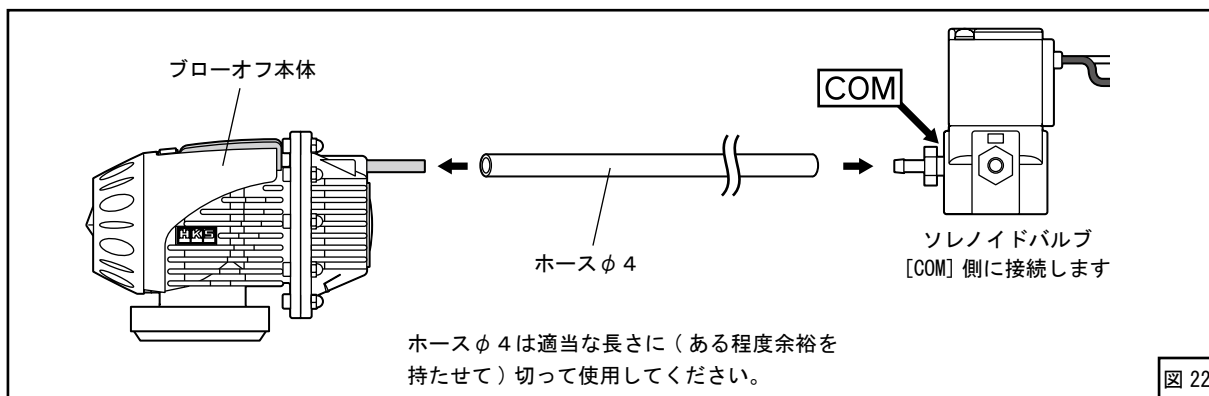 ブローオフ本体
COM
HKS
ホースφ４
ソレノイドバルブ
[COM] 側に接続します
ホースφ４は適当な長さに ( ある程度余裕を
持たせて ) 切って使用してください。
図 22